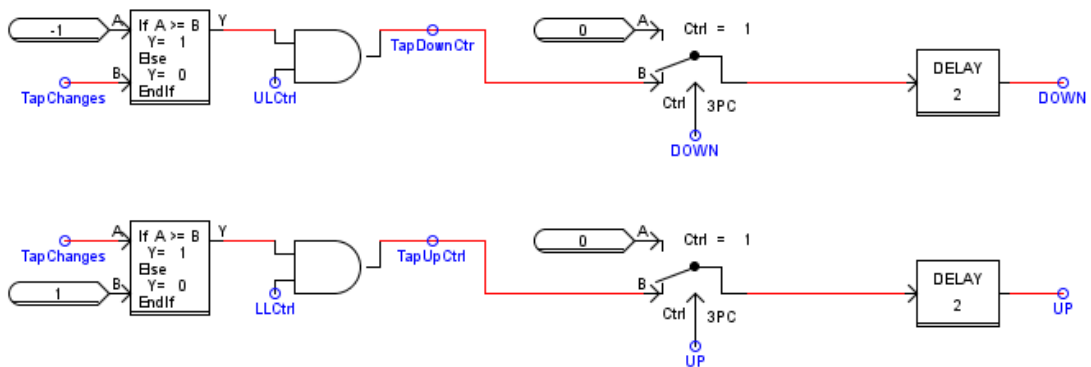 -1
A
If A >= B
Y= 1
Else
Y= 0
EndIf
Y
B
TapChanges
ULCtrl
TapDownCtr
0
A
Ctrl = 1
B
Ctrl
3PC
DOWN
DELAY
2
DOWN
TapChanges
A
If A >= B
Y= 1
Else
Y= 0
EndIf
Y
1
B
LLCtrl
TapUpCtrl
0
A
Ctrl = 1
B
Ctrl
3PC
UP
DELAY
2
UP